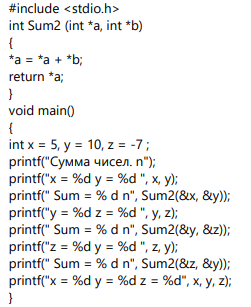 #include <stdio.h>
int Sum2 (int *a, int *b)
{
*a = *a + *b;
return *a;
}
void main()
{
int x = 5, y = 10, z = -7 ;
printf("Сумма чисел. n");
printf("x = %d y = %d ", x, y);
printf(" Sum = % d n", Sum2(&x, &y));
printf("y = %d z = %d ", y, z);
printf(" Sum = % d n", Sum2(&y, &z));
printf("z = %d y = %d ", z, y);
printf(" Sum = % d n", Sum2(&z, &y));
printf("x = %d y = %d z = %d", x, y, z);
}